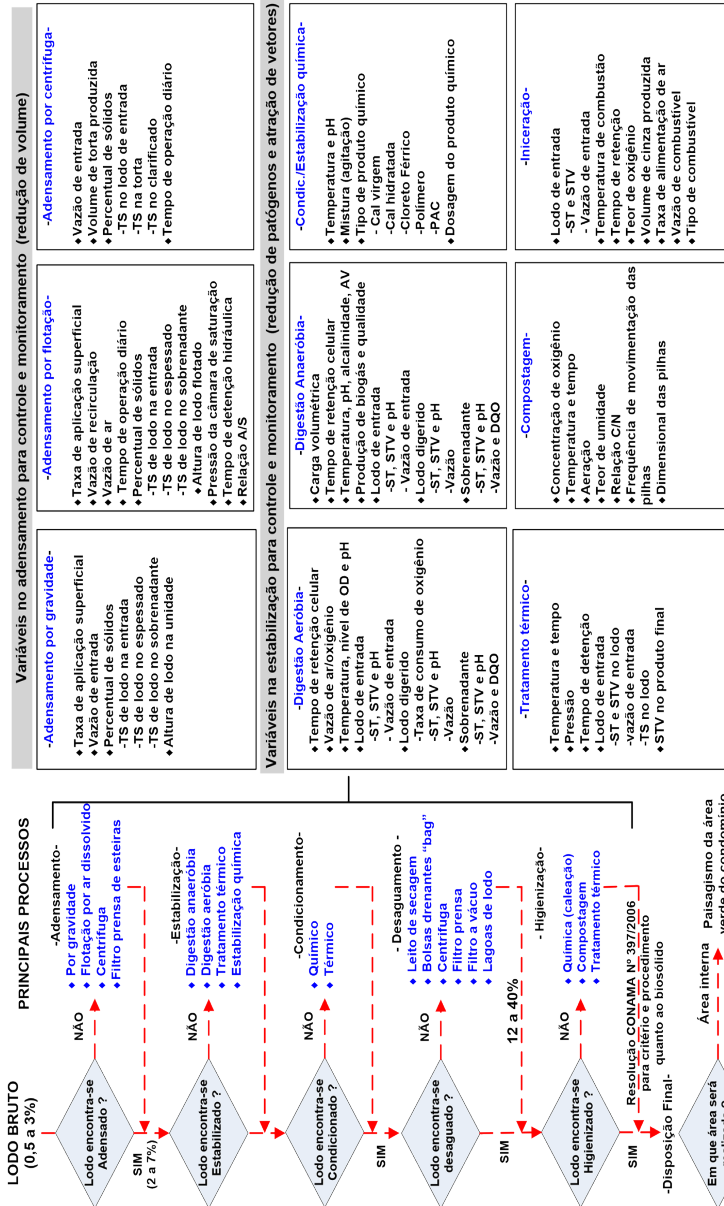 LODO BRUTO
(0,5 a 3%)
PRINCIPAIS PROCESSOS
Lodo encontra-se
Adensado ?
NÃO
-Adensamento-
♦ Por gravidade
♦ Flotação por ar dissolvido
♦ Centrífuga
♦Filtro prensa de esteiras
SIM
(2 a 7%)
Lodo encontra-se
Estabilizado ?
NÃO
-Estabilização-
♦ Digestão anaeróbia
♦ Digestão aeróbia
♦ Tratamento térmico
♦ Estabilização química
Lodo encontra-se
Condicionado ?
NÃO
-Condicionamento-
♦ Químico
♦ Térmico
SIM
Lodo encontra-se
desaguado ?
NÃO
- Desaguamento -
♦ Leito de secagem
♦ Bolsas drenantes “bag”
♦ Centrífuga
♦ Filtro prensa
♦ Filtro a vácuo
♦ Lagoas de lodo
SIM
12 a 40%
Lodo encontra-se
Higienizado ?
NÃO
- Higienização-
♦ Química (caleação)
♦ Compostagem
♦ Tratamento térmico
SIM
Resolução CONAMA Nº 397/2006
para critério e procedimento
quanto ao biosólido
-Disposição Final-
Em que área será
Área interna
Paisagismo da área
verde do condomínio
Variáveis no adensamento para controle e monitoramento (redução de volume)
-Adensamento por gravidade-
♦Taxa de aplicação superficial
♦Vazão de entrada
♦Percentual de sólidos
-TS de lodo na entrada
-TS de lodo no espessado
-TS de lodo no sobrenadante
♦Altura de lodo na unidade
-Adensamento por flotação-
♦Taxa de aplicação superficial
♦Vazão de recirculação
♦Vazão de ar
♦ Tempo de operação diário
♦Percentual de sólidos
-TS de lodo na entrada
-TS de lodo no espessado
-TS de lodo no sobrenadante
♦Altura de lodo flotado
♦Pressão da câmara de saturação
♦Tempo de detenção hidráulica
♦Relação A/S
-Adensamento por centrífuga-
♦Vazão de entrada
♦Volume de torta produzida
♦Percentual de sólidos
-TS no lodo de entrada
-TS na torta
-TS no clarificado
♦Tempo de operação diário
Variáveis na estabilização para controle e monitoramento (redução de patógenos e atração de vetores)
-Digestão Aeróbia-
♦Tempo de retenção celular
♦Vazão de ar/oxigênio
♦Temperatura, nível de OD e pH
♦Lodo de entrada
-ST, STV e pH
- Vazão de entrada
♦Lodo digerido
-Taxa de consumo de oxigênio
-ST, STV e pH
-Vazão
♦Sobrenadante
-ST, STV e pH
-Vazão e DQO
-Digestão Anaeróbia-
♦Carga volumétrica
♦Tempo de retenção celular
♦Temperatura, pH, alcalinidade, AV
♦Produção de biogás e qualidade
♦Lodo de entrada
-ST, STV e pH
- Vazão de entrada
♦Lodo digerido
-ST, STV e pH
-Vazão
♦Sobrenadante
-ST, STV e pH
-Vazão e DQO
-Condic./Estabilização química-
♦Temperatura e pH
♦Mistura (agitação)
♦Tipo de produto químico
- Cal virgem
-Cal hidratada
-Cloreto Férrico
-Polímero
-PAC
♦Dosagem do produto químico
-Tratamento térmico-
♦Temperatura e tempo
♦Pressão
♦Tempo de detenção
♦Lodo de entrada
-ST e STV no lodo
-vazão de entrada
-TS no lodo
♦STV no produto final
-Compostagem-
♦Concentração de oxigênio
♦Temperatura e tempo
♦Aeração
♦Teor de umidade
♦Relação C/N
♦Frequência de movimentação das
pilhas
♦Dimensional das pilhas
-Iniceração-
♦Lodo de entrada
-ST e STV
- Vazão de entrada
♦Temperatura de combustão
♦Tempo de retenção
♦Teor de oxigênio
♦Volume de cinza produzida
♦Taxa de alimentação de ar
♦Vazão de combustível
♦Tipo de combustivel